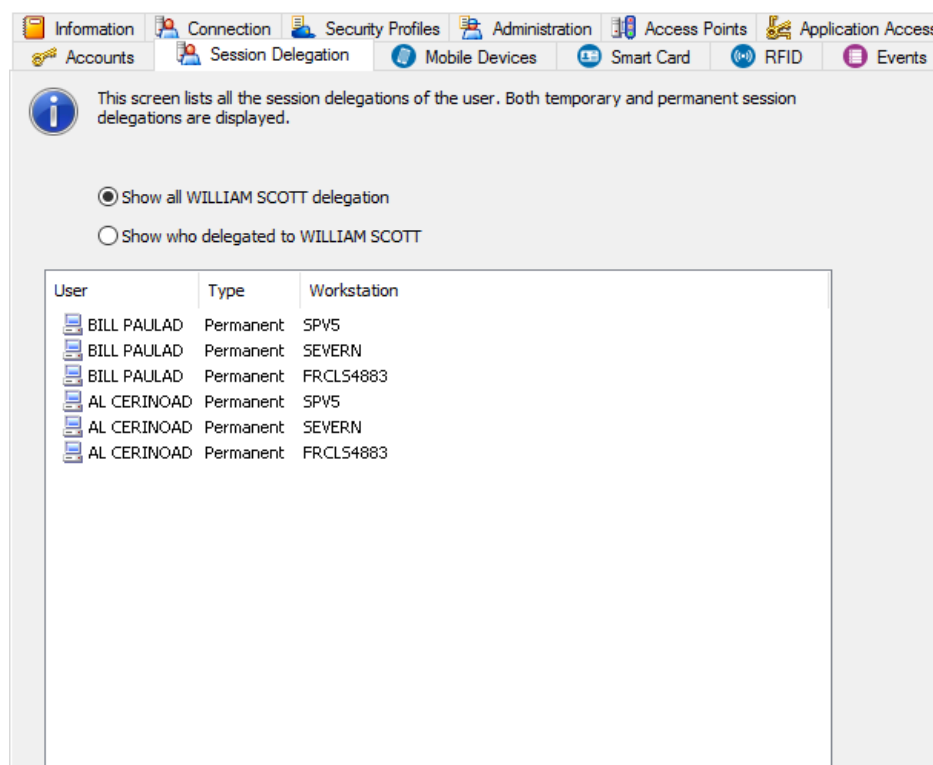 Information Connection Security Profiles Administration Access Points Application Access
Accounts Session Delegation Mobile Devices Smart Card RFID Events
This screen lists all the session delegations of the user. Both temporary and permanent session
delegations are displayed.
Show all WILLIAM SCOTT delegation
Show who delegated to WILLIAM SCOTT
User Type Workstation
BILL PAULAD Permanent SPV5
BILL PAULAD Permanent SEVERN
BILL PAULAD Permanent FRCLS4883
AL CERINOAD Permanent SPV5
AL CERINOAD Permanent SEVERN
AL CERINOAD Permanent FRCLS4883